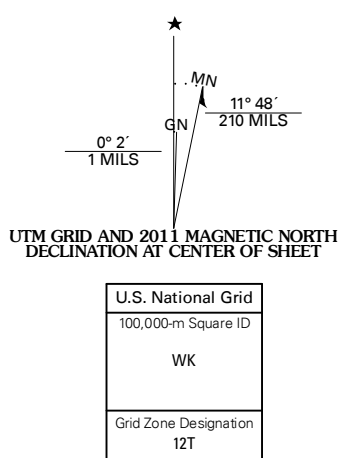 ★
MN
GN
11° 48´
210 MILS
0° 2´
1 MILS
UTM GRID AND 2011 MAGNETIC NORTH
DECLINATION AT CENTER OF SHEET
U.S. National Grid
100,000-m Square ID
WK
Grid Zone Designation
12T